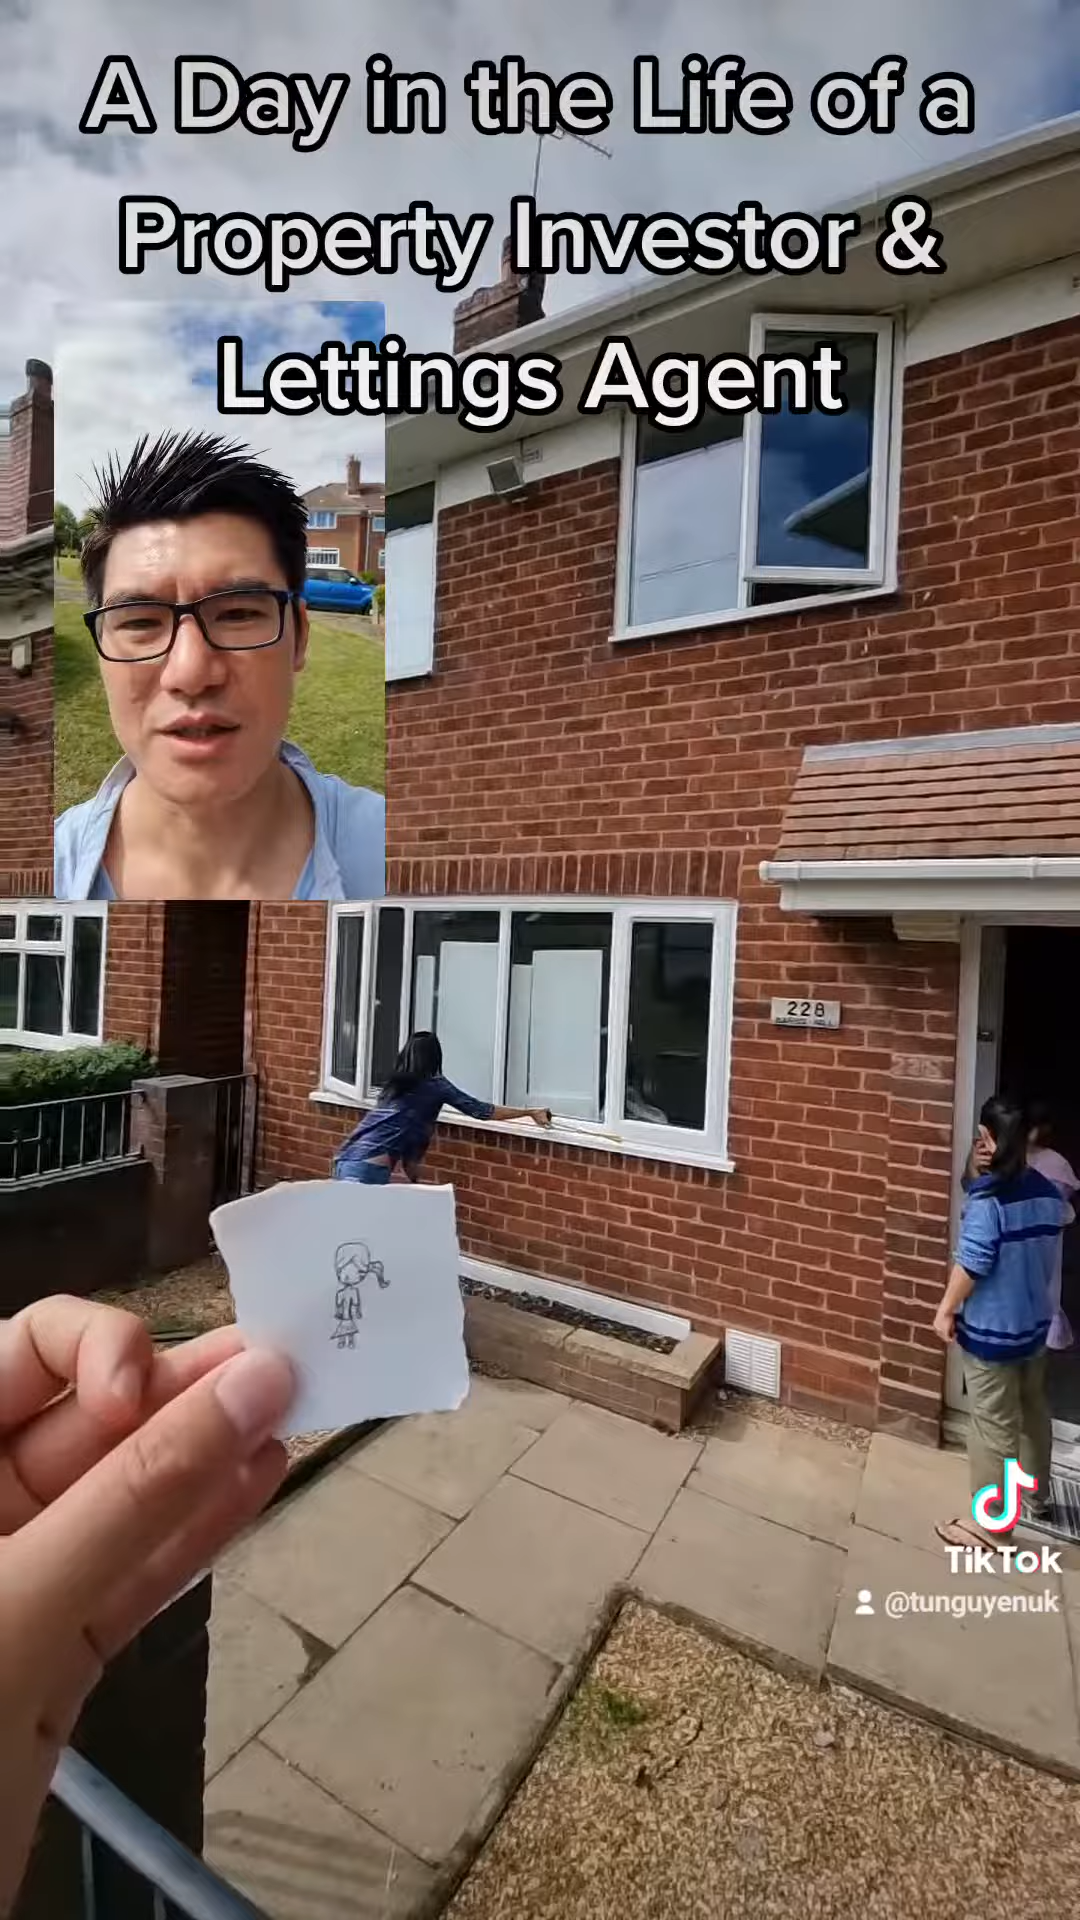 A Day in the Life of a
Property Investor &
Lettings Agent
228
TikTok
@tunguyenuk